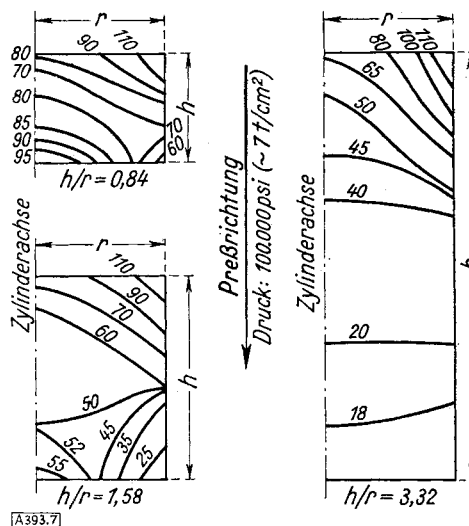 r
80
90
110
70
80
85
90
95
70
60
h
h/r = 0,84
Zylinderachse
r
110
90
70
60
50
52
55
45
35
25
h
h/r = 1,58
Preßrichtung
Druck: 100.000 psi (~ 7 t/cm²)
Zylinderachse
r
80
100
110
65
50
45
40
20
18
h
h/r = 3,32
A393.7